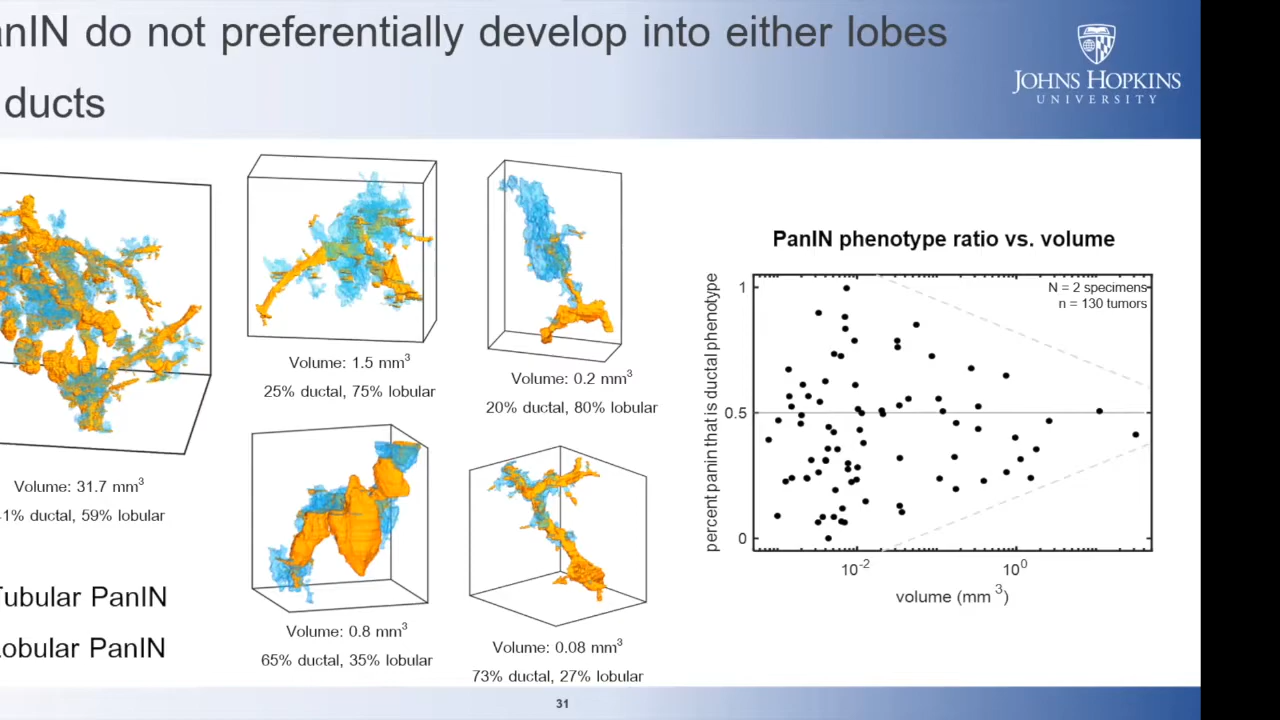 anIN do not preferentially develop into either lobes
ducts
JOHNS HOPKINS
UNIVERSITY
Volume: 1.5 mm³
25% ductal, 75% lobular
Volume: 0.2 mm³
20% ductal, 80% lobular
Volume: 31.7 mm³
1% ductal, 59% lobular
Volume: 0.8 mm³
65% ductal, 35% lobular
Volume: 0.08 mm³
73% ductal, 27% lobular
Tubular PanIN
obular PanIN
PanIN phenotype ratio vs. volume
N = 2 specimens
n = 130 tumors
percent panin that is ductal phenotype
1
0.5
0
10⁻²
10⁰
volume (mm³)
31